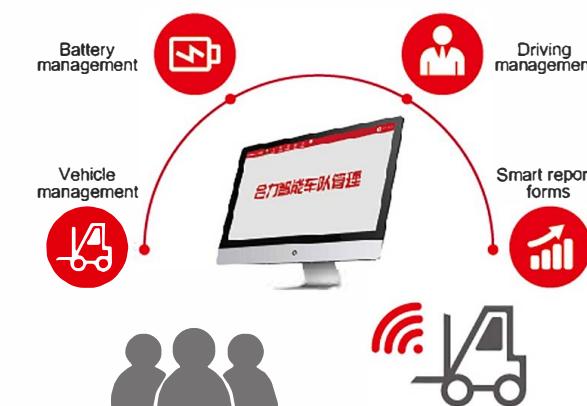 Battery
management
Driving
managemen
Vehicle
management
合力智能车队管理
Smart repor
forms